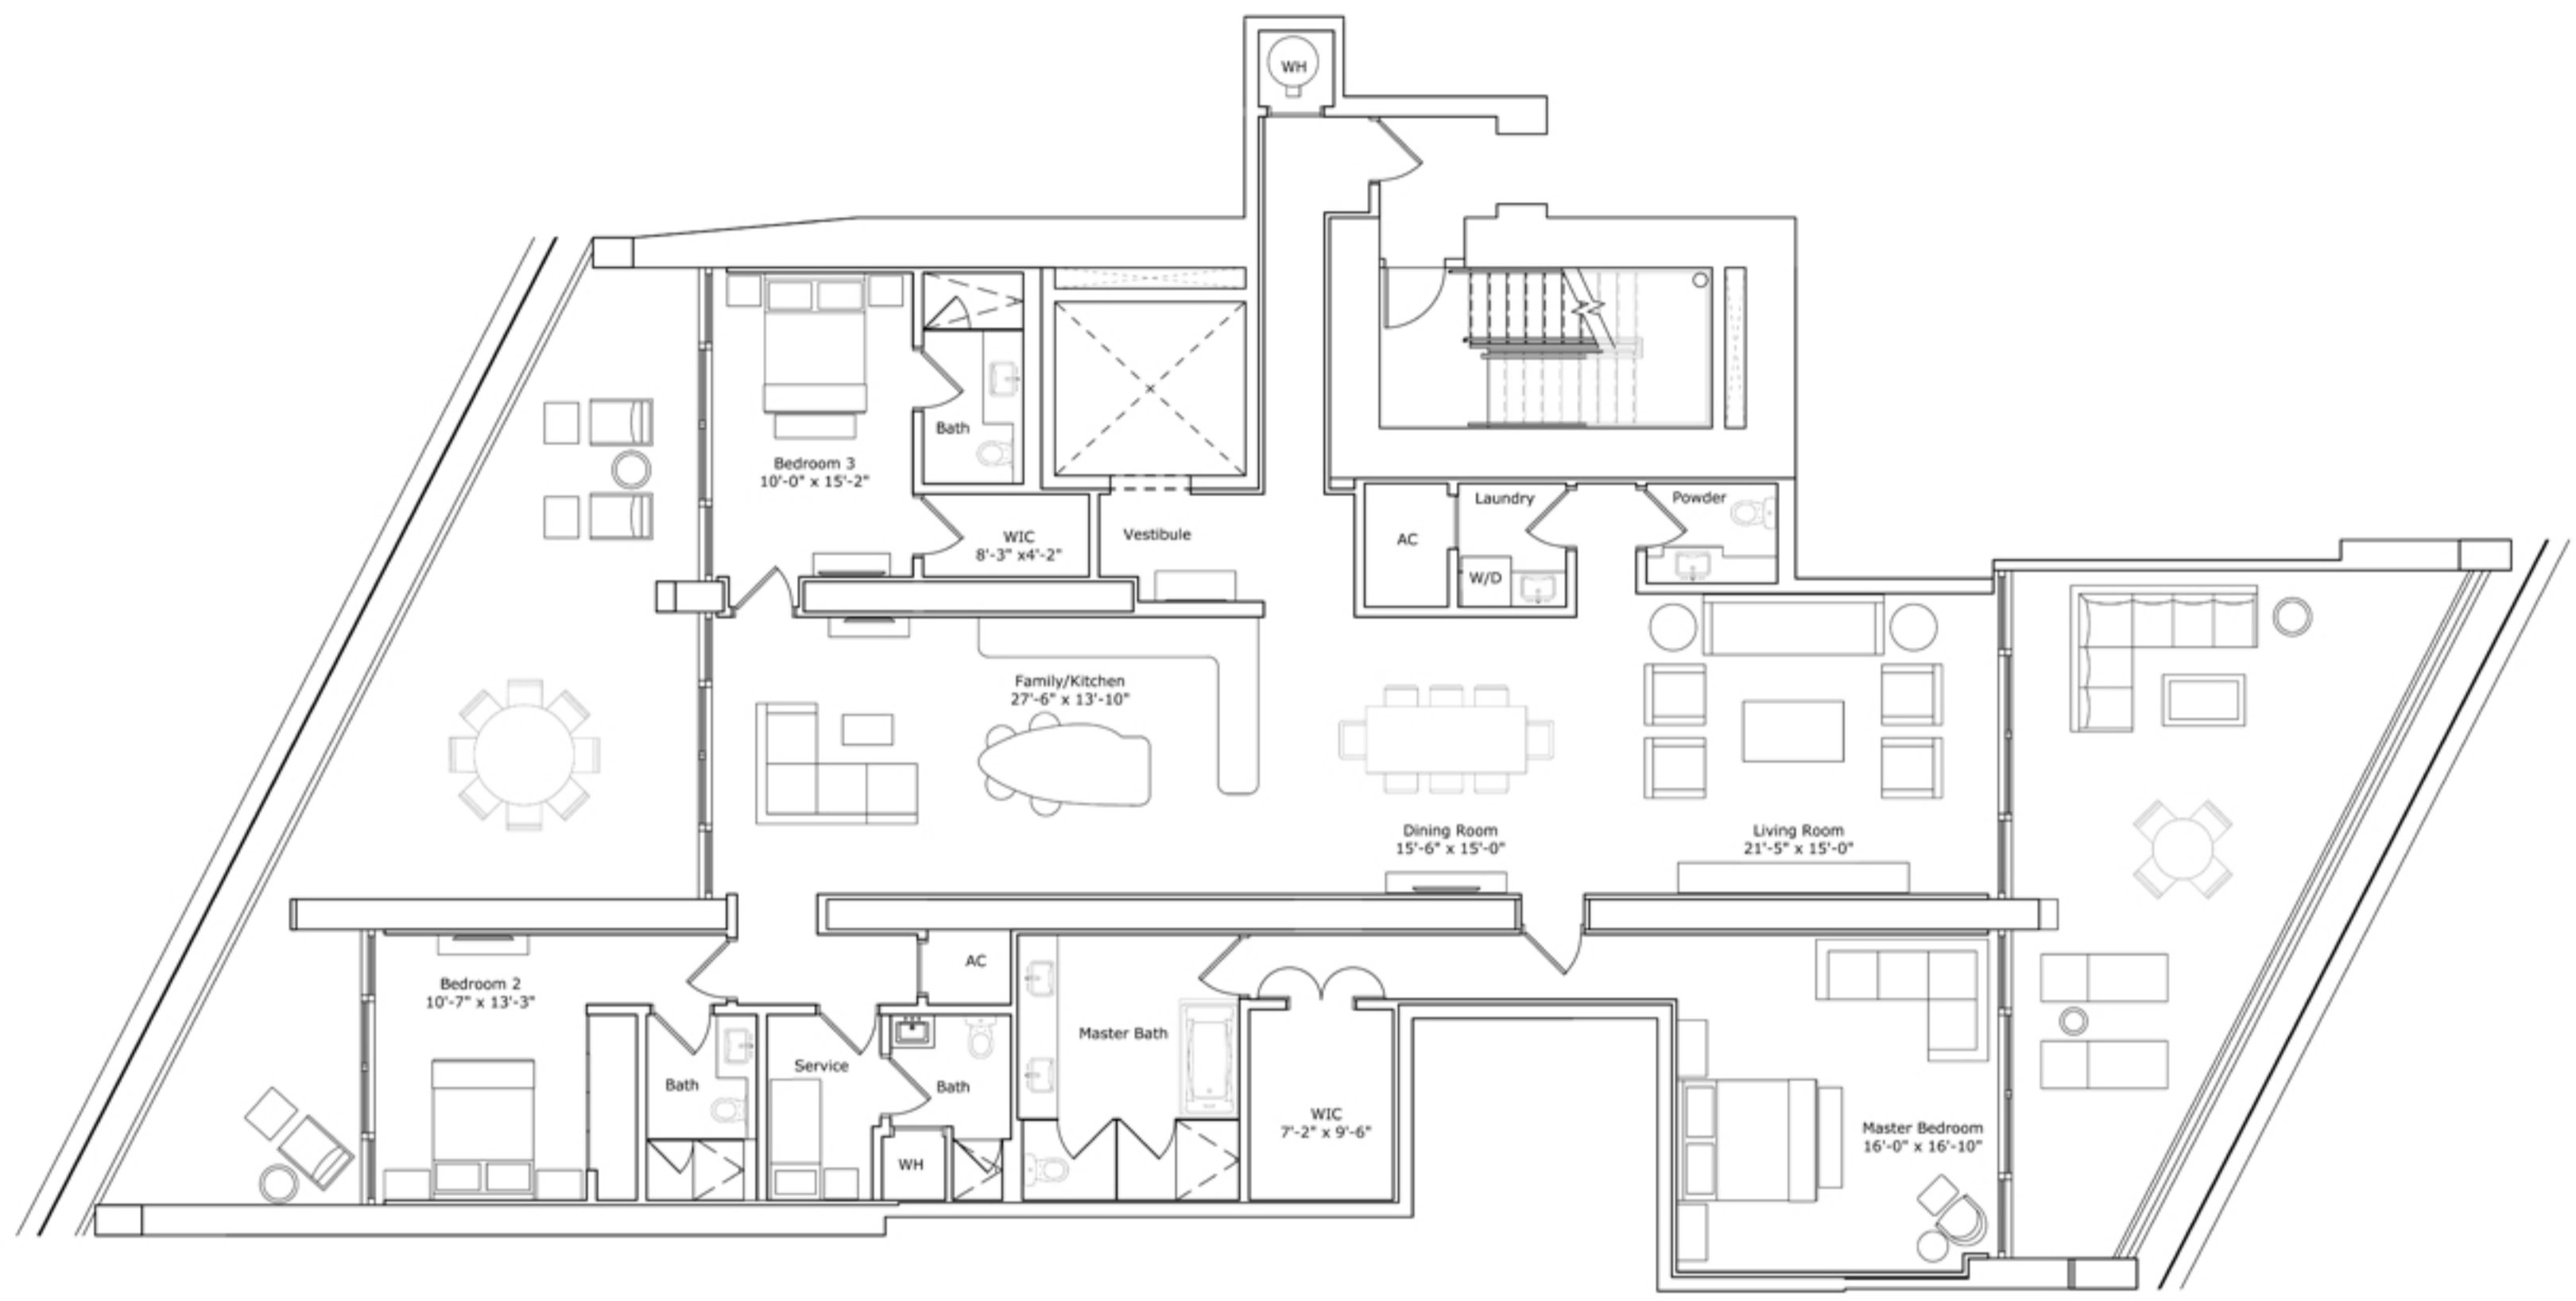 WH
Bath
Bedroom 3
10'-0" x 15'-2"
WIC
8'-3" x4'-2"
Vestibule
AC
Laundry
W/D
Powder
Family/Kitchen
27'-6" x 13'-10"
Dining Room
15'-6" x 15'-0"
Living Room
21'-5" x 15'-0"
Bedroom 2
10'-7" x 13'-3"
AC
Bath
Service
Bath
WH
Master Bath
WIC
7'-2" x 9'-6"
Master Bedroom
16'-0" x 16'-10"